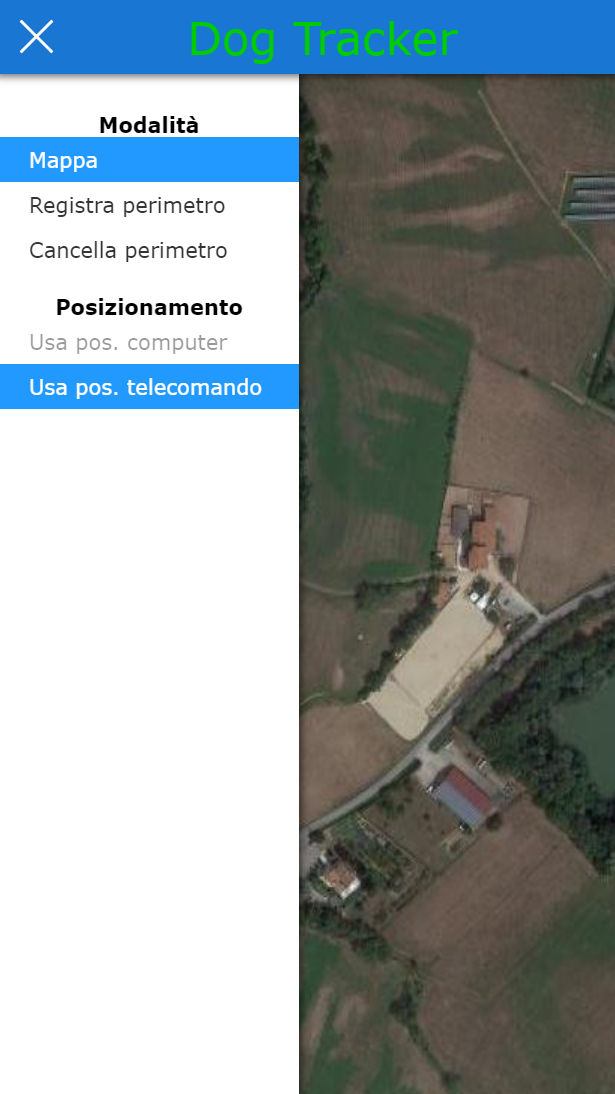 Dog Tracker
Modalità
Mappa
Registra perimetro
Cancella perimetro
Posizionamento
Usa pos. computer
Usa pos. telecomando